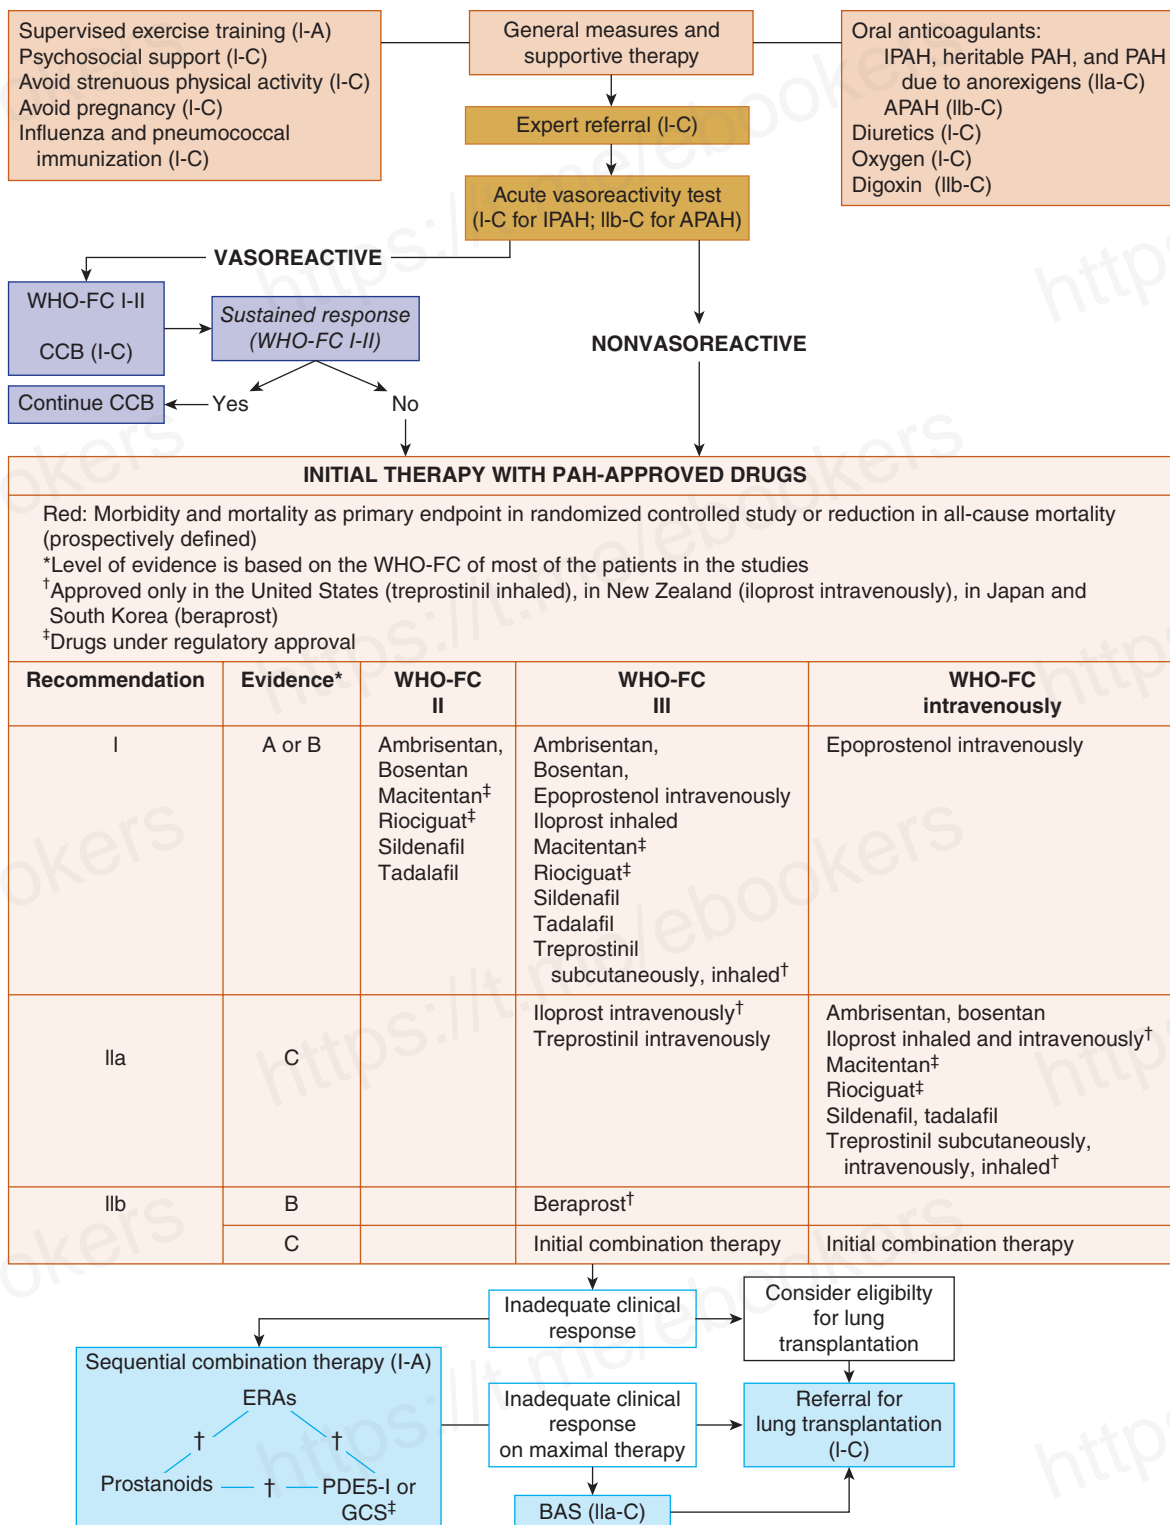 Supervised exercise training (I-A)
Psychosocial support (I-C)
Avoid strenuous physical activity (I-C)
Avoid pregnancy (I-C)
Influenza and pneumococcal
immunization (I-C)
General measures and
supportive therapy
Oral anticoagulants:
IPAH, heritable PAH, and PAH
due to anorexigens (IIa-C)
APAH (IIb-C)
Diuretics (I-C)
Oxygen (I-C)
Digoxin (IIb-C)
Expert referral (I-C)
Acute vasoreactivity test
(I-C for IPAH; IIb-C for APAH)
VASOREACTIVE
WHO-FC I-II
CCB (I-C)
Sustained response
(WHO-FC I-II)
NONVASOREACTIVE
Continue CCB
Yes
No
INITIAL THERAPY WITH PAH-APPROVED DRUGS
Red: Morbidity and mortality as primary endpoint in randomized controlled study or reduction in all-cause mortality
(prospectively defined)
*Level of evidence is based on the WHO-FC of most of the patients in the studies
†Approved only in the United States (treprostinil inhaled), in New Zealand (iloprost intravenously), in Japan and
South Korea (beraprost)
‡Drugs under regulatory approval
Recommendation
Evidence*
WHO-FC
II
WHO-FC
III
WHO-FC
intravenously
I
A or B
Ambrisentan,
Bosentan
Macitentan‡
Riociguat‡
Sildenafil
Tadalafil
Ambrisentan,
Bosentan,
Epoprostenol intravenously
Iloprost inhaled
Macitentan‡
Riociguat‡
Sildenafil
Tadalafil
Treprostinil
subcutaneously, inhaled†
Epoprostenol intravenously
IIa
C
Iloprost intravenously†
Treprostinil intravenously
Ambrisentan, bosentan
Iloprost inhaled and intravenously†
Macitentan‡
Riociguat‡
Sildenafil, tadalafil
Treprostinil subcutaneously,
intravenously, inhaled†
IIb
B
Beraprost†
C
Initial combination therapy
Initial combination therapy
Inadequate clinical
response
Consider eligibilty
for lung
transplantation
Sequential combination therapy (I-A)
ERAs
† †
Prostanoids † PDE5-I or
GCS‡
Inadequate clinical
response
on maximal therapy
Referral for
lung transplantation
(I-C)
BAS (IIa-C)
https://t.me/ebookers